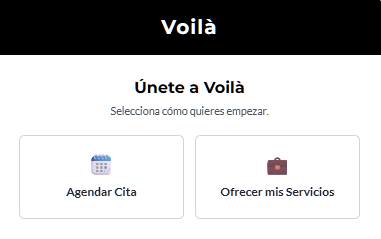 Voilà
Únete a Voilà
Selecciona cómo quieres empezar.
Agendar Cita
Ofrecer mis Servicios